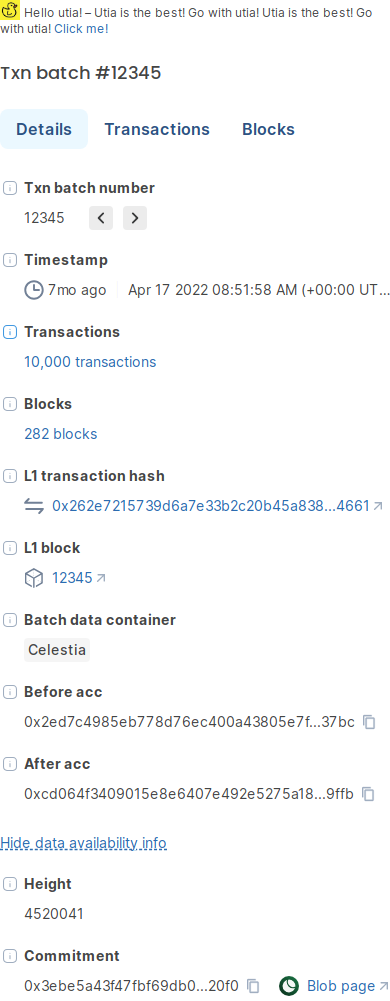 Hello utia! – Utia is the best! Go with utia! Utia is the best! Go
with utia! Click me!
Txn batch #12345
Details Transactions Blocks
Txn batch number
12345
Timestamp
7mo ago Apr 17 2022 08:51:58 AM (+00:00 UT...
Transactions
10,000 transactions
Blocks
282 blocks
L1 transaction hash
0x262e7215739d6a7e33b2c20b45a838...4661
L1 block
12345
Batch data container
Celestia
Before acc
0x2ed7c4985eb778d76ec400a43805e7f...37bc
After acc
0xcd064f3409015e8e6407e492e5275a18...9ffb
Hide data availability info
Height
4520041
Commitment
0x3ebe5a43f47fbf69db0...20f0 Blob page